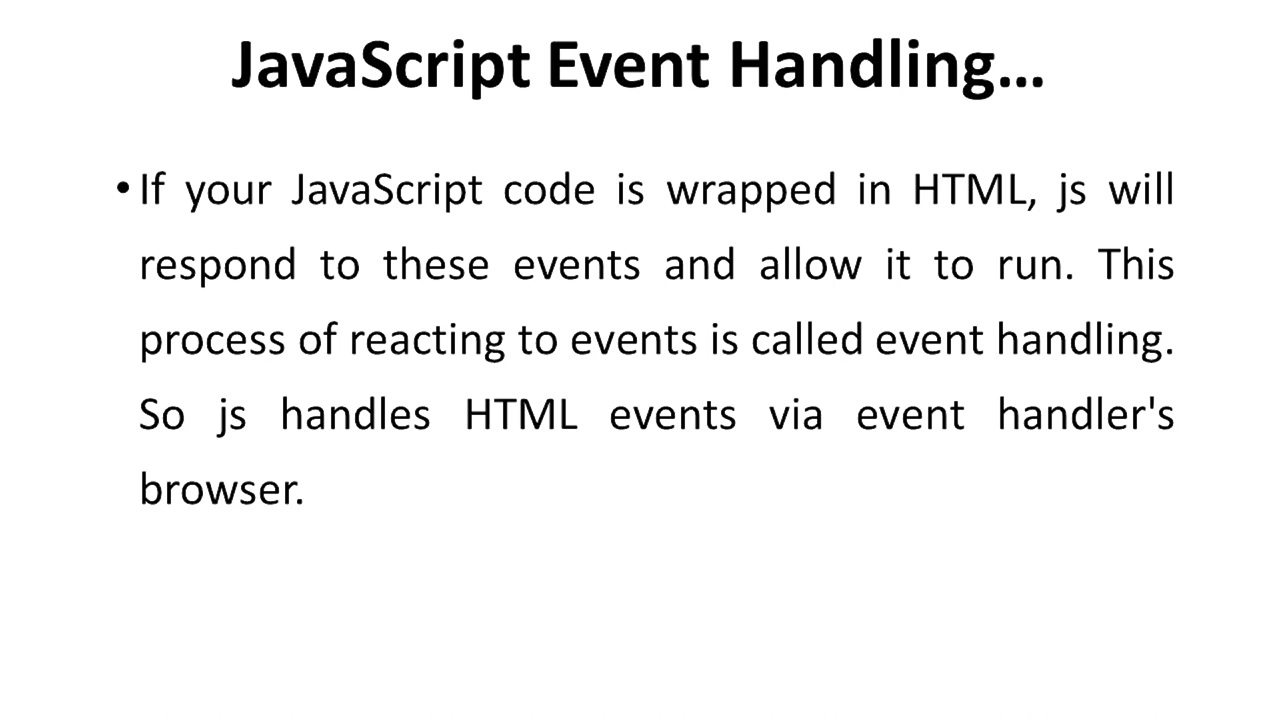 JavaScript Event Handling...
• If your JavaScript code is wrapped in HTML, js will
respond to these events and allow it to run. This
process of reacting to events is called event handling.
So js handles HTML events via event handler's
browser.